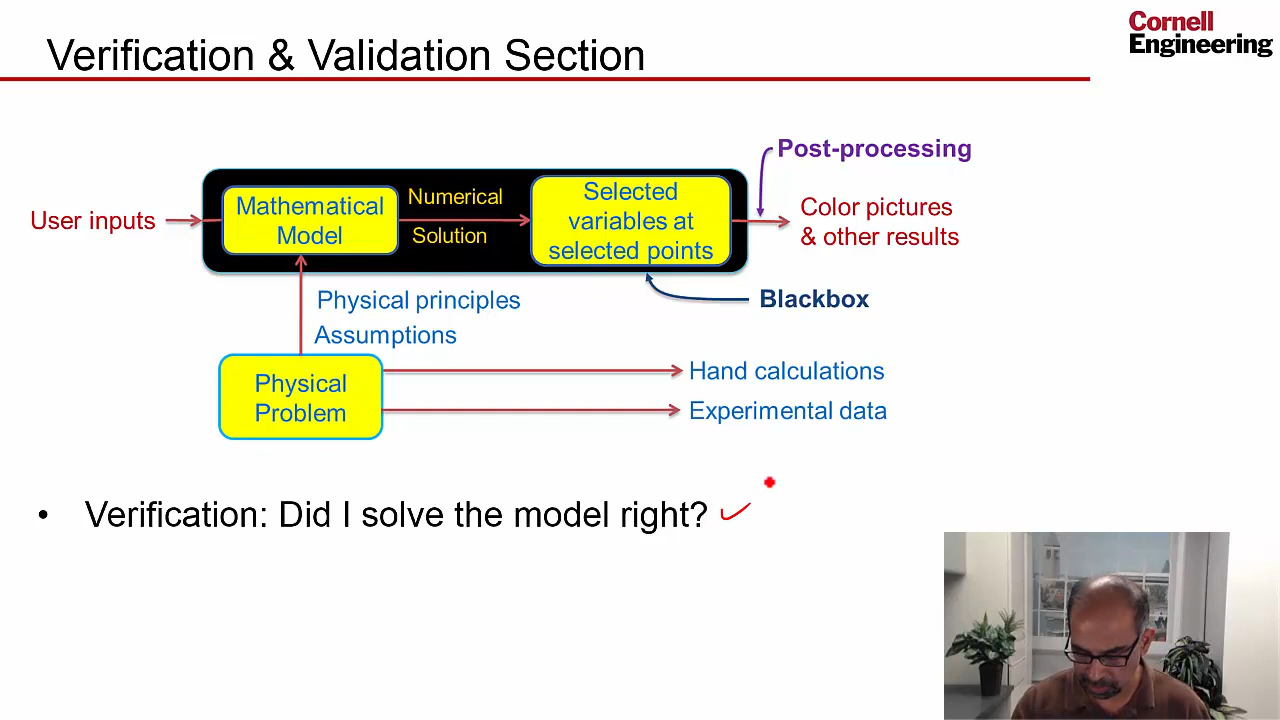 Cornell
Engineering
Verification & Validation Section
Post-processing
User inputs
Mathematical
Model
Numerical
Solution
Selected
variables at
selected points
Color pictures
& other results
Physical principles
Assumptions
Blackbox
Physical
Problem
Hand calculations
Experimental data
• Verification: Did I solve the model right?